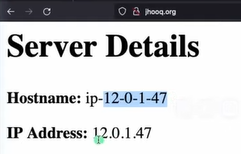 jhooq.org
Server Details
Hostname: ip-12-0-1-47
IP Address: 12.0.1.47